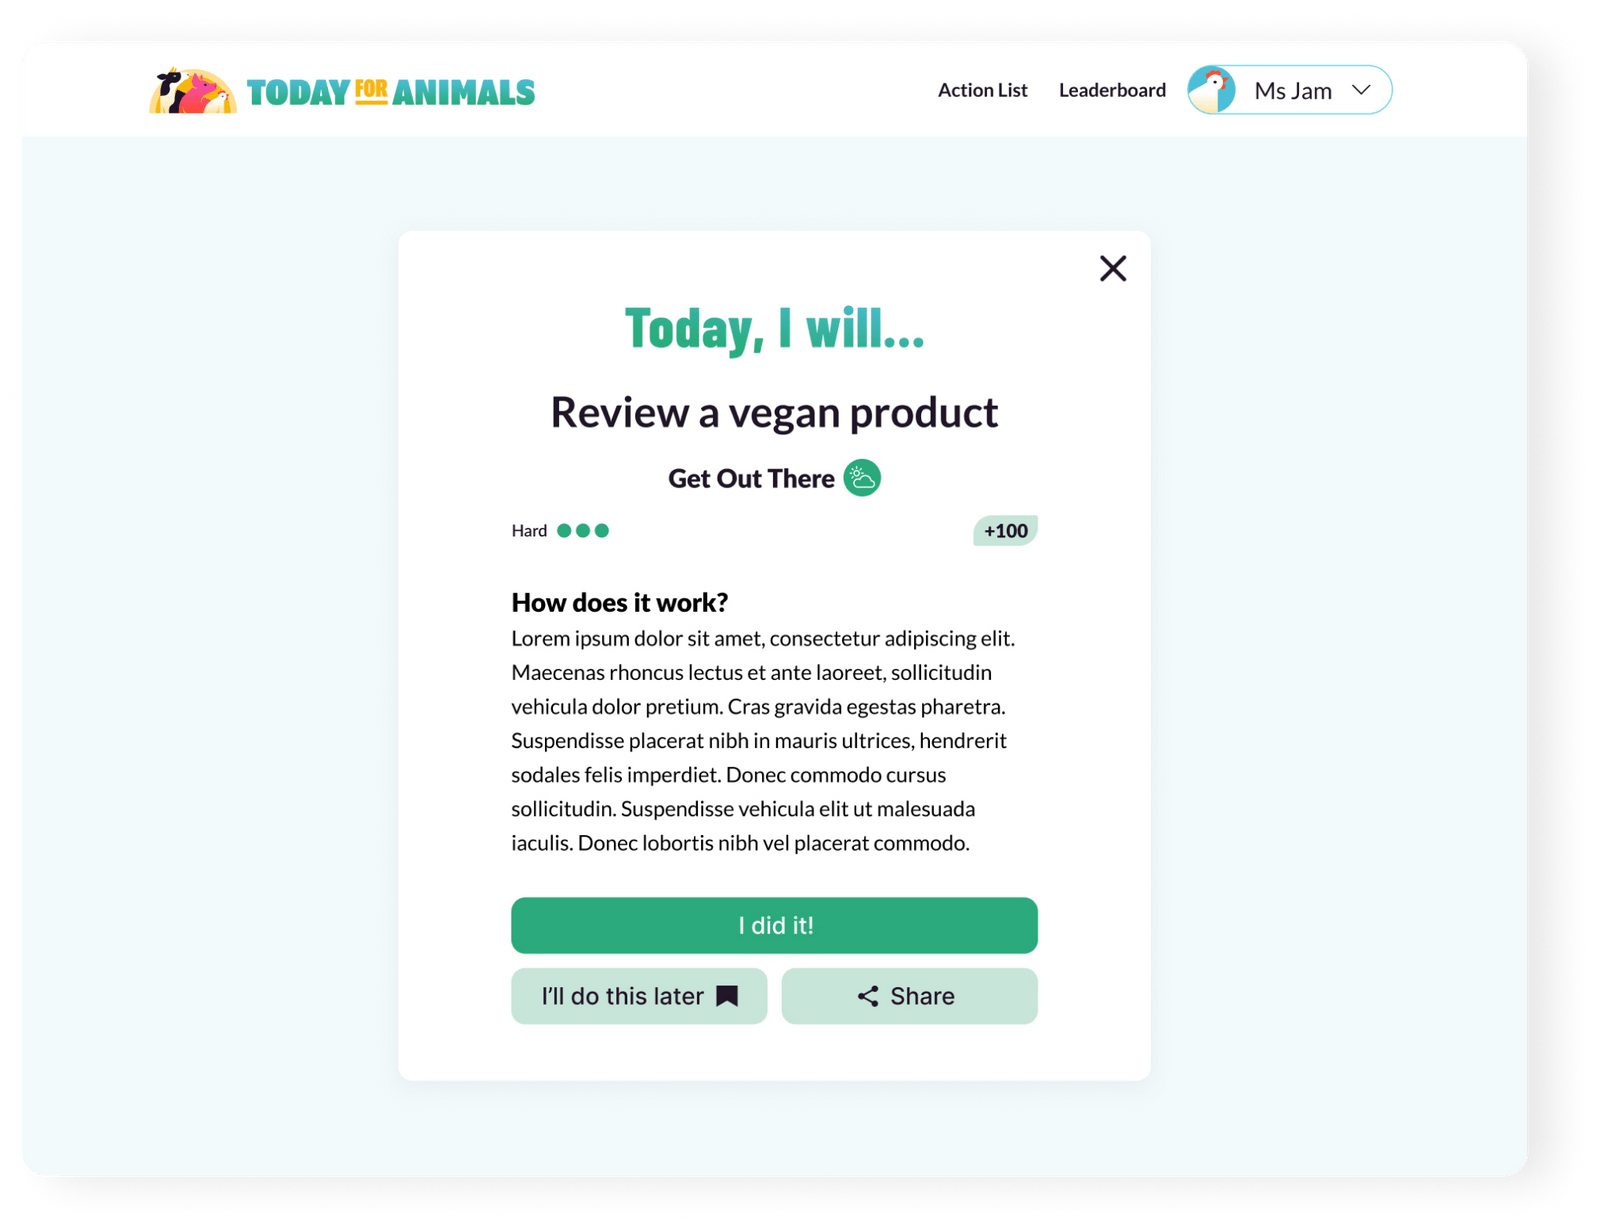 TODAY FOR ANIMALS
Action List
Leaderboard
Ms Jam
Today, I will...
Review a vegan product
Get Out There
Hard
+100
How does it work?
Lorem ipsum dolor sit amet, consectetur adipiscing elit.
Maecenas rhoncus lectus et ante laoreet, sollicitudin
vehicula dolor pretium. Cras gravida egestas pharetra.
Suspendisse placerat nibh in mauris ultrices, hendrerit
sodales felis imperdiet. Donec commodo cursus
sollicitudin. Suspendisse vehicula elit ut malesuada
iaculis. Donec lobortis nibh vel placerat commodo.
I did it!
I’ll do this later
Share